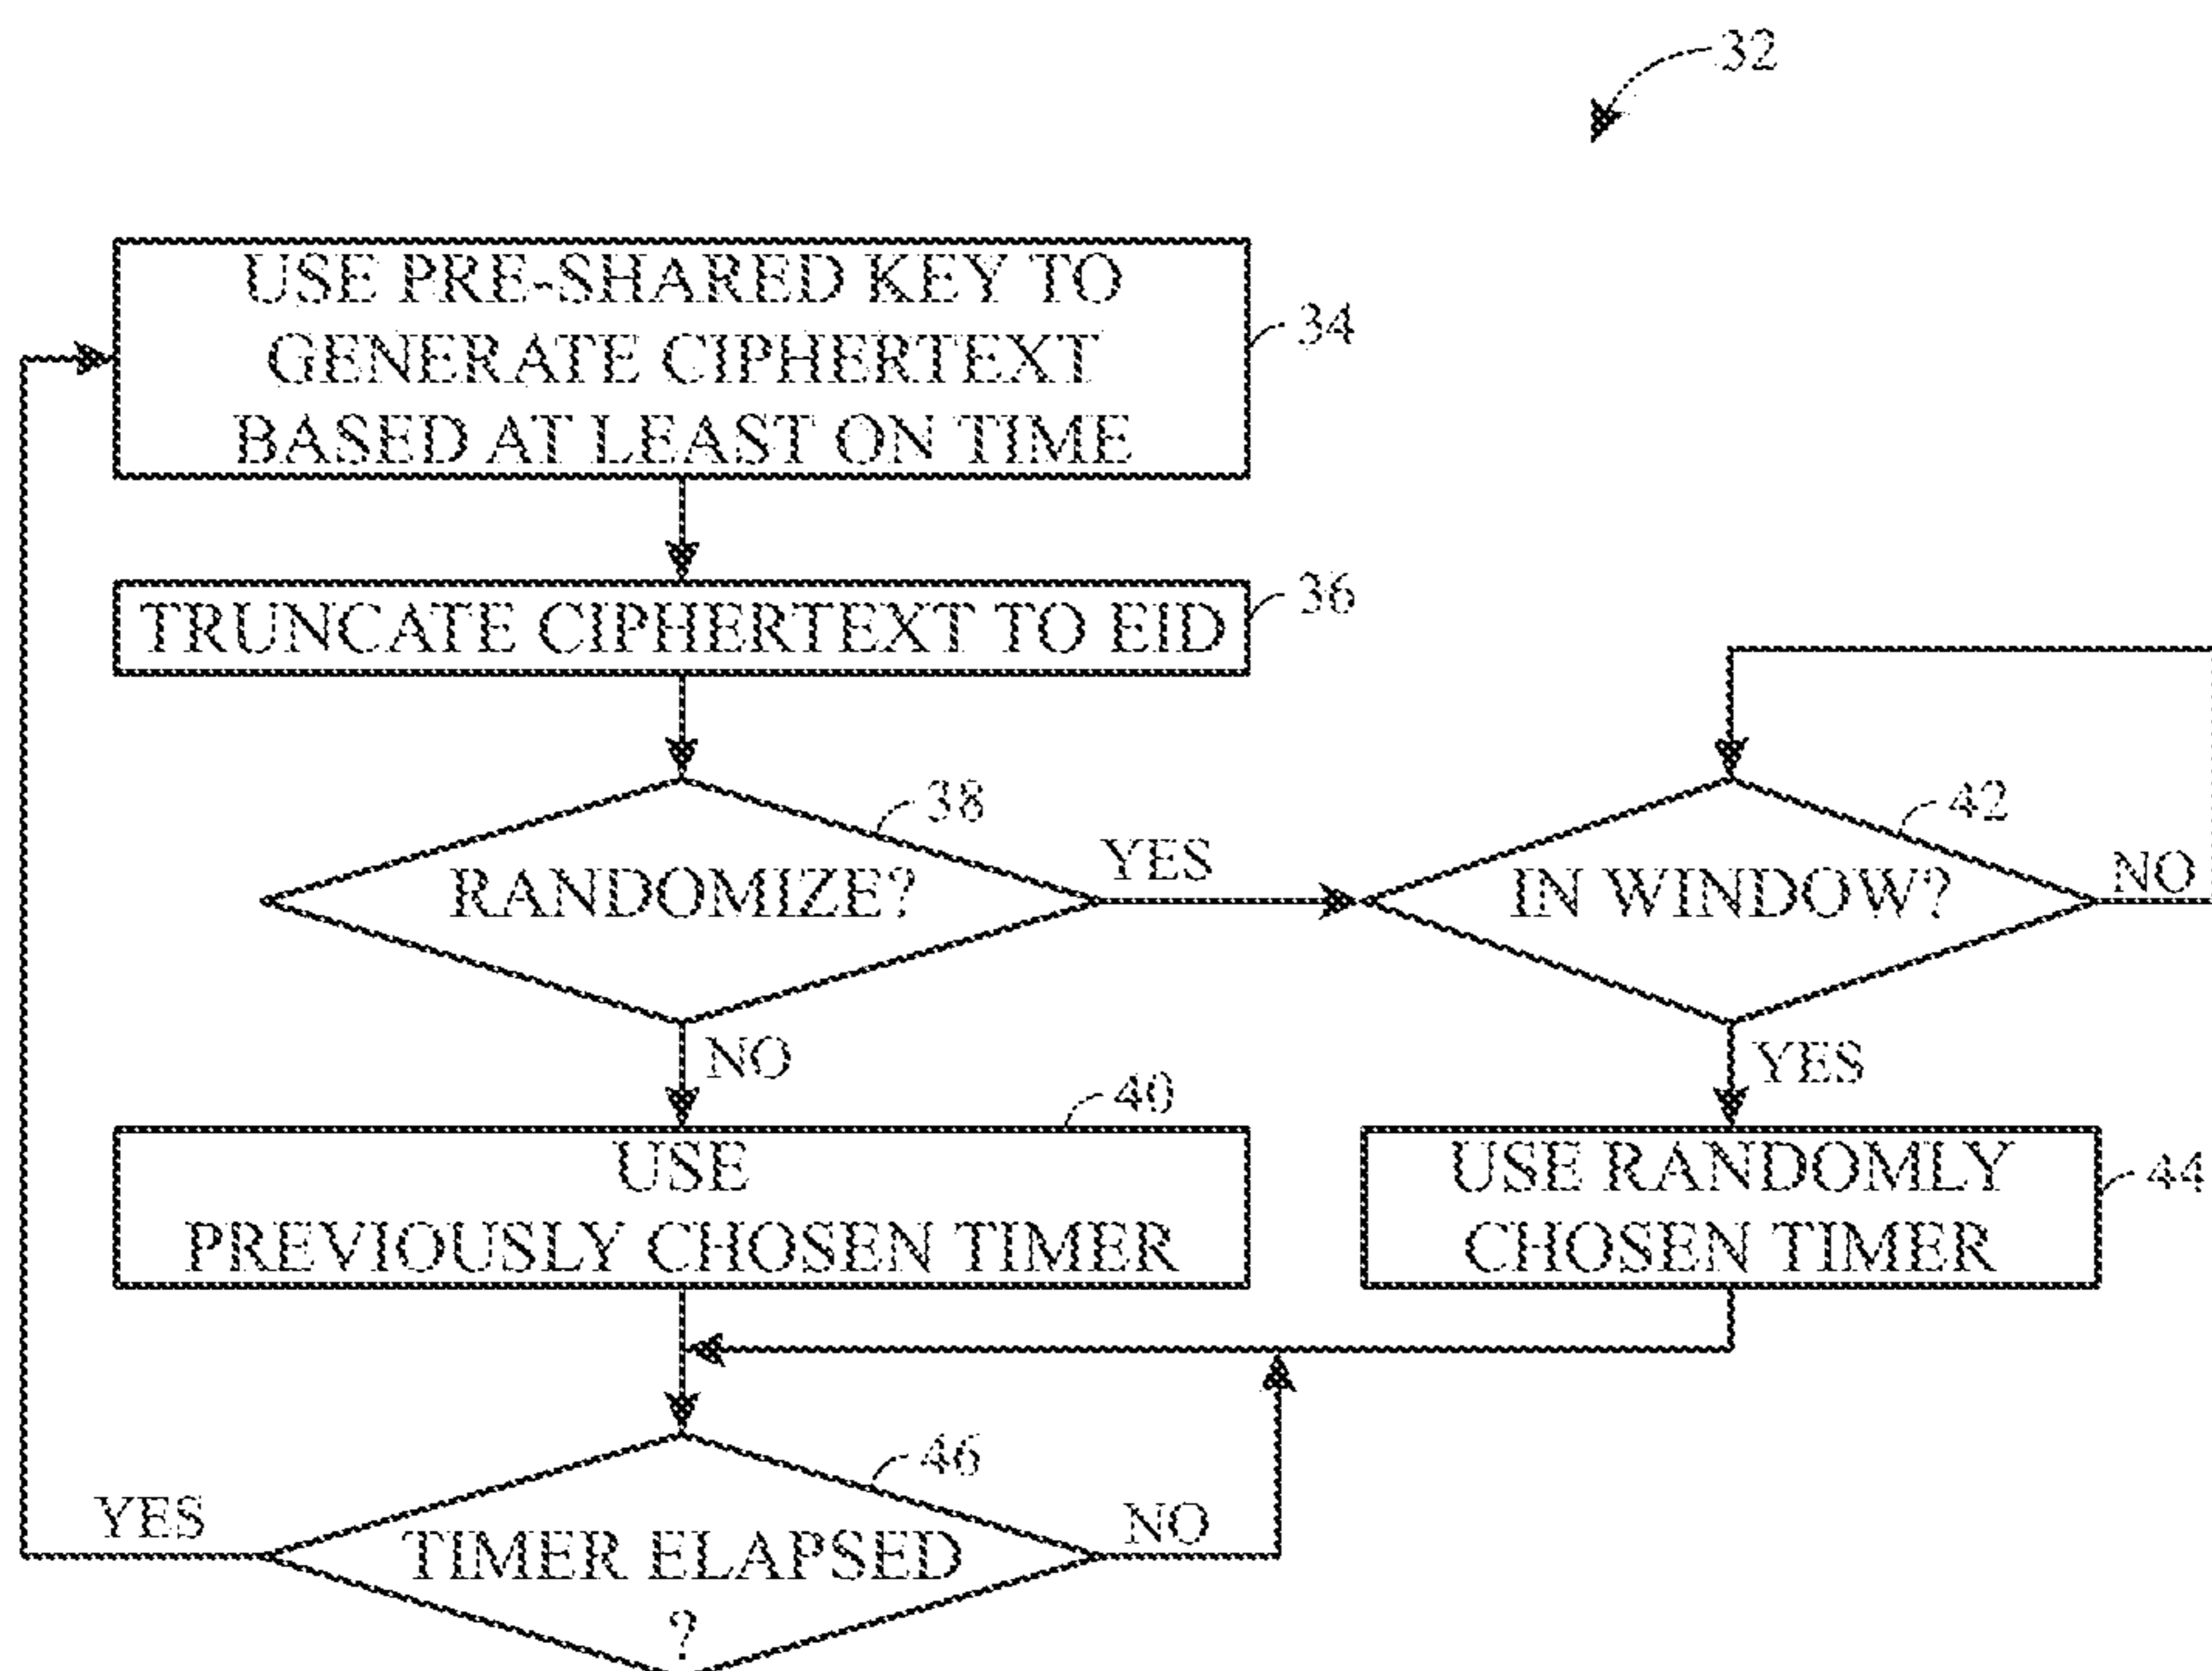 32
USE PRE-SHARED KEY TO
GENERATE CIPHERTEXT
BASED AT LEAST ON TIME
34
TRUNCATE CIPHERTEXT TO EID
36
38
RANDOMIZE?
YES
42
IN WINDOW?
NO
NO
YES
40
USE
PREVIOUSLY CHOSEN TIMER
USE RANDOMLY
CHOSEN TIMER
44
46
YES
TIMER ELAPSED
?
NO